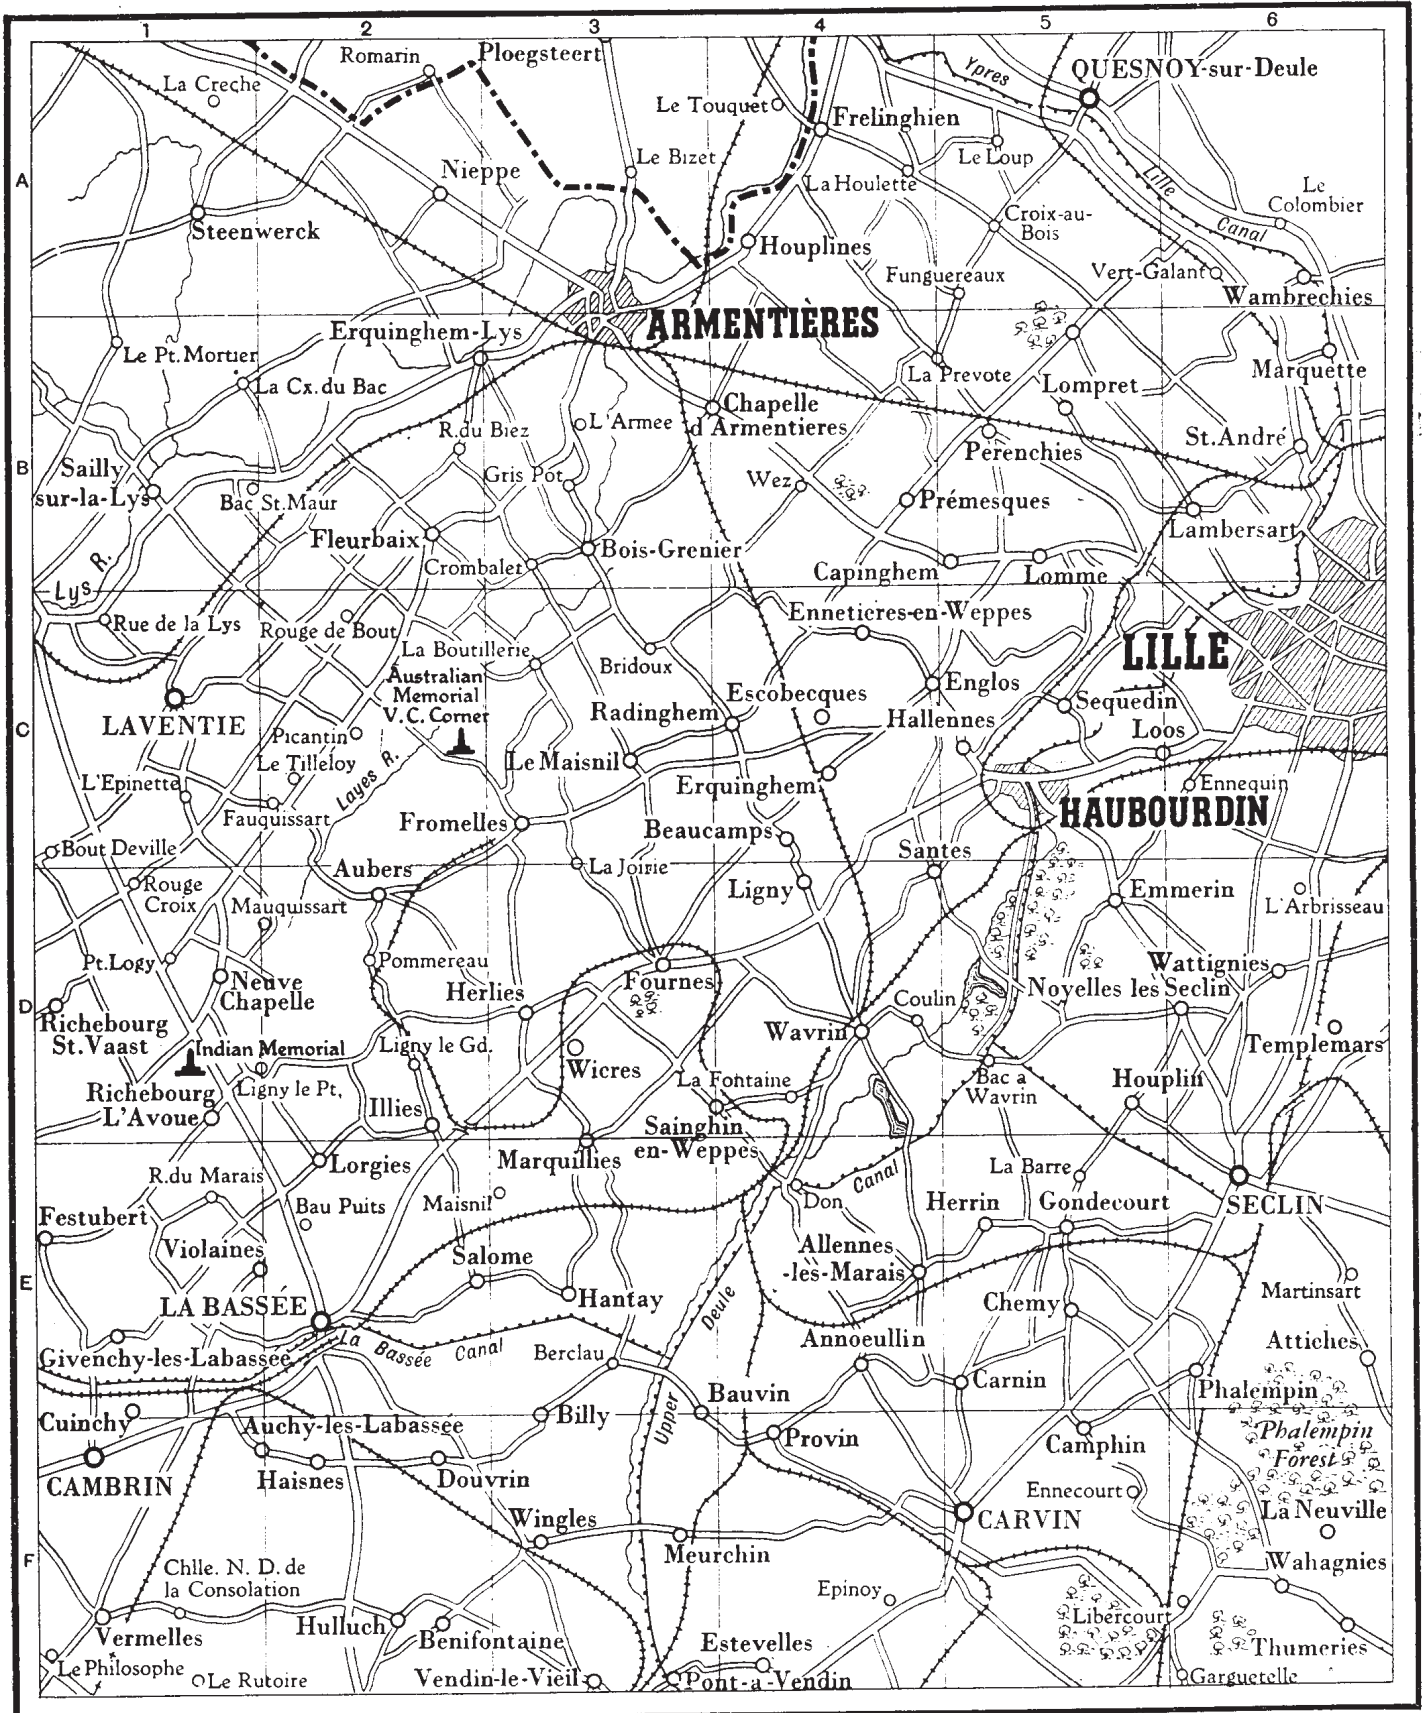 1 2 3 4 5 6
Romarin
Ploegsteert
La Creche
QUESNOY-sur-Deule
Ypres
Le Touquet
Frelinghien
Le Bizet
Le Loup
Nieppe
La Houlette
Lille
Canal
A
Le
Colombier
Croix-au-
Bois
Steenwerck
Houplines
Funguereaux
Vert-Galant
Wambrechies
ARMENTIÈRES
Erquinghem-Lys
Le Pt. Mortier
La Cx. du Bac
La Prevote
Lompret
Marquette
Chapelle
d'Armentieres
L'Armee
R. du Biez
St. André
Perenchies
B
Sailly
sur-la-Lys
Gris Pot
Wez
Bac St. Maur
Prémesques
Lambersart
Fleurbaix
Bois-Grenier
Crombalet
Capinghem
Lomme
Lys R.
Ennetieres-en-Weppes
Rue de la Lys
Rouge de Bout
La Boutillerie
Bridoux
LILLE
Australian
Memorial
V.C. Corner
Escobecques
Englos
Radinghem
Sequedin
C
LAVENTIE
Hallennes
Loos
Picantin
Le Tilleloy
Layes R.
Le Maisnil
Erquinghem
L'Epinette
Ennequin
Fauquissart
Fromelles
HAUBOURDIN
Beaucamps
Bout Deville
Santes
Aubers
La Joirie
Rouge
Croix
Ligny
Emmerin
Mauquissart
L'Arbrisseau
Pt. Logy
Pommereau
Neuve
Chapelle
Fournes
Wattignies
Noyelles les Seclin
Herlies
Coulin
D
Richebourg
St. Vaast
Wavrin
Templemars
Indian Memorial
Ligny le Gd.
Wicres
Ligny le Pt,
La Fontaine
Bac a
Wavrin
Houplin
Richebourg
L'Avoue
Illies
Sainghin
en-Weppes
Marquillies
Lorgies
La Barre
R. du Marais
Canal
Maisnil
Bau Puits
Don
Herrin
Gondecourt
SECLIN
Festubert
Violaines
Allennes
-les-Marais
Salome
E
Martinsart
LA BASSÉE
Hantay
Deule
Chemy
Annoeullin
Attiches
La Bassée Canal
Berclau
Givenchy-les-Labassée
Carnin
Phalempin
Bauvin
Upper
Cuinchy
Auchy-les-Labassée
Billy
Provin
Camphin
Phalempin
Forest
CAMBRIN
Haisnes
Douvrin
Ennecourt
La Neuville
Wingles
CARVIN
Meurchin
F
Chlle. N. D. de
la Consolation
Wahagnies
Epinoy
Libercourt
Vermelles
Hulluch
Benifontaine
Estevelles
Thumeries
Le Philosophe
Le Rutoire
Vendin-le-Vieil
Pont-a-Vendin
Garguetelle